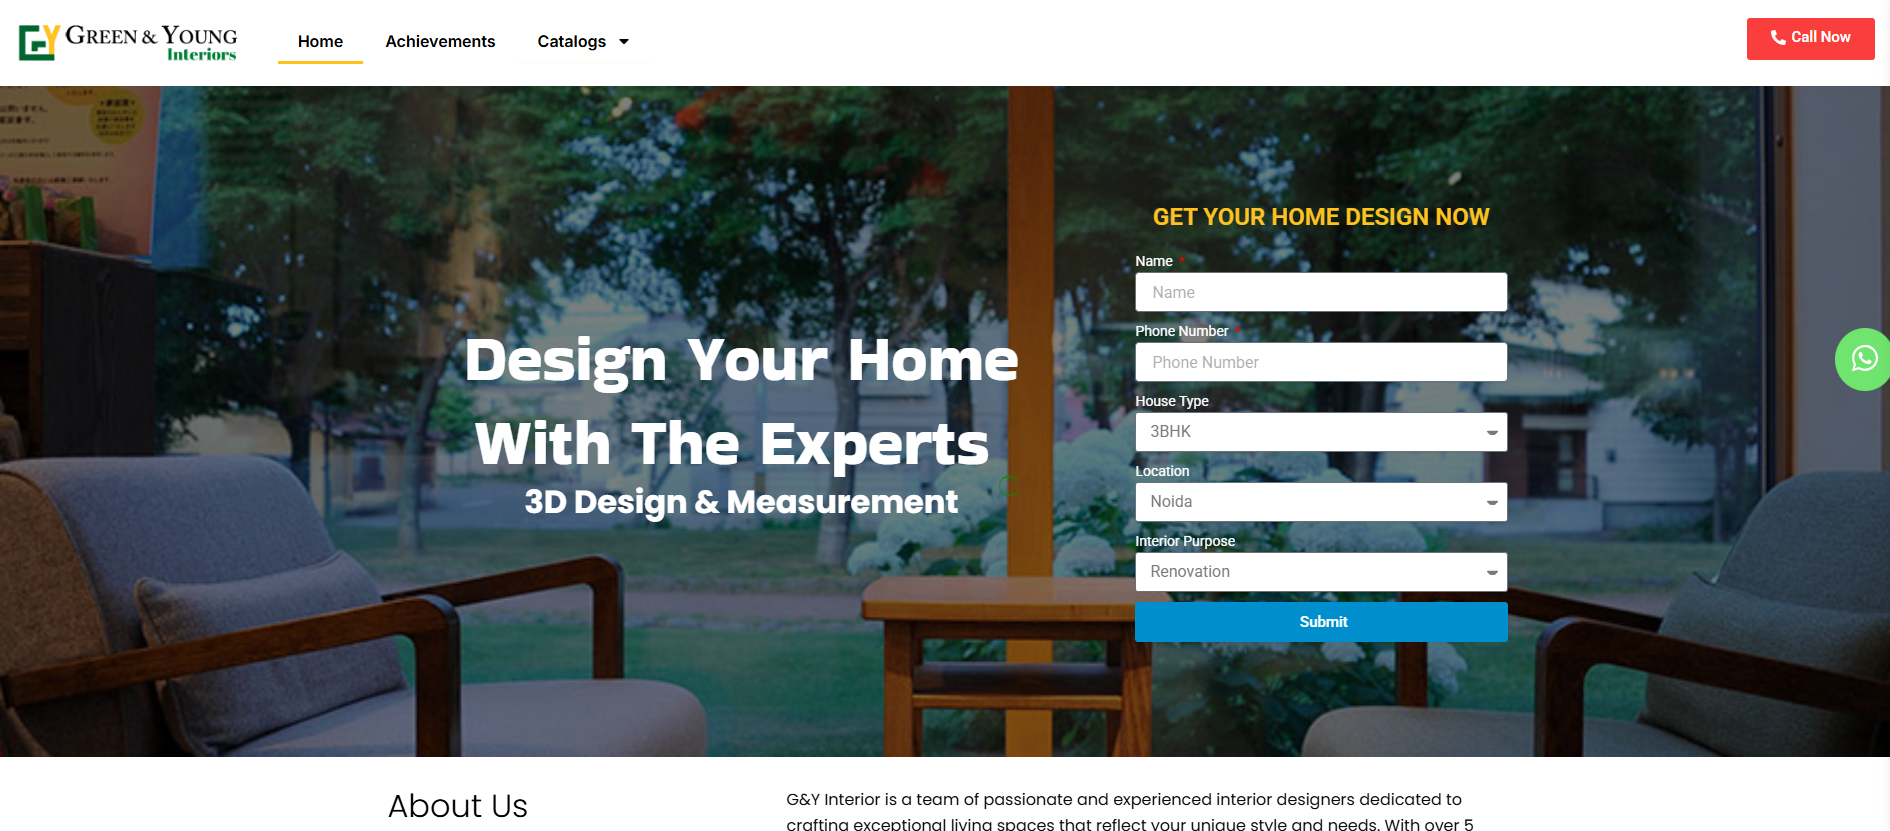 GREEN & YOUNG
Interiors
Home
Achievements
Catalogs
Call Now
Design Your Home
With The Experts
3D Design & Measurement
GET YOUR HOME DESIGN NOW
Name *
Name
Phone Number *
Phone Number
House Type
3BHK
Location
Noida
Interior Purpose
Renovation
Submit
About Us
G&Y Interior is a team of passionate and experienced interior designers dedicated to
crafting exceptional living spaces that reflect your unique style and needs. With over 5